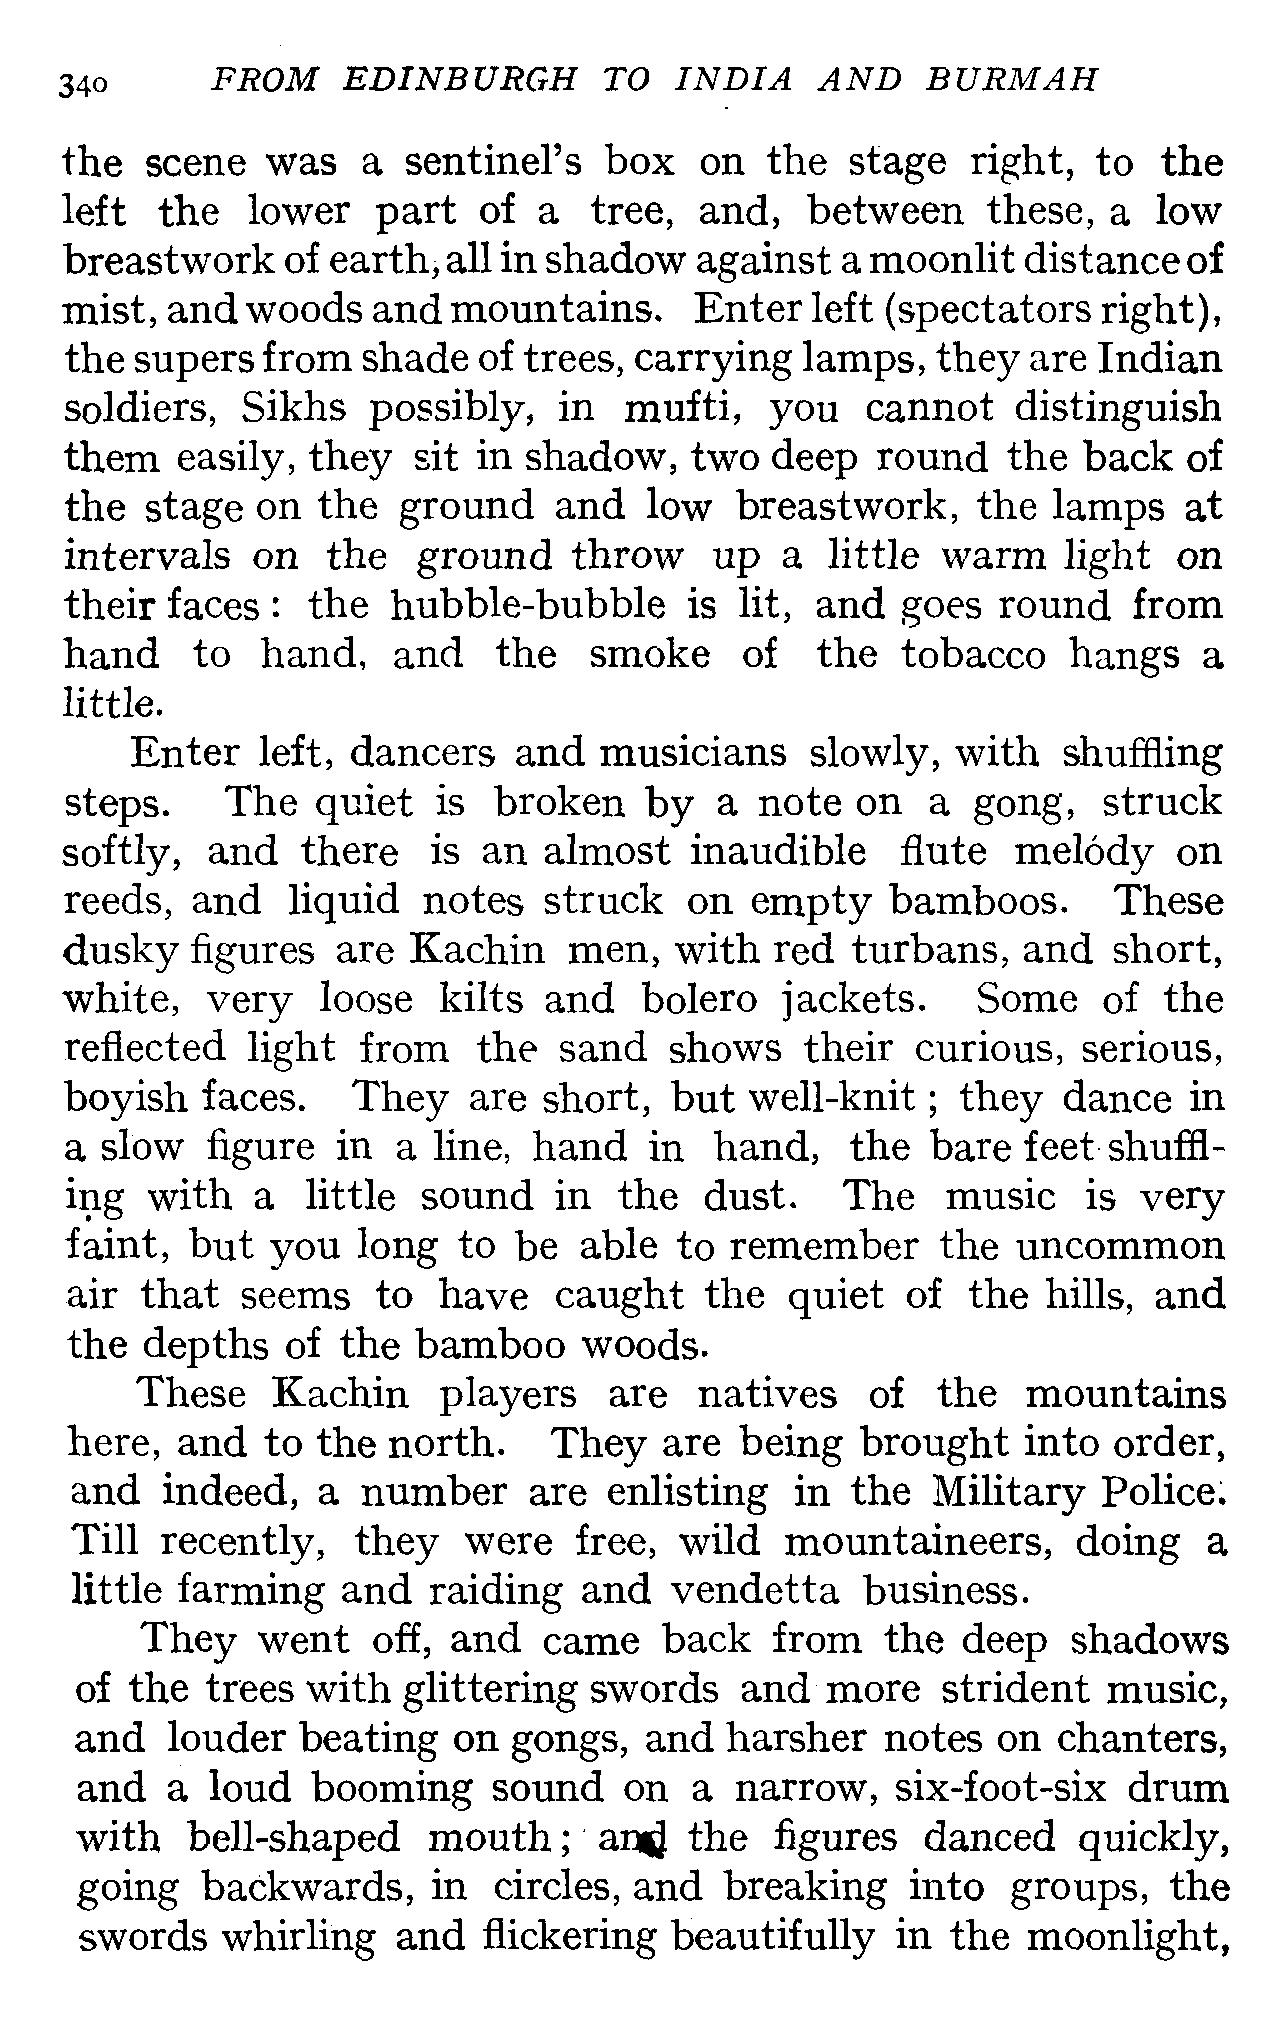 340 FROM EDINBURGH TO INDIA AND BURMAH
the scene was a sentinel's box on the stage right, to the
left the lower part of a tree, and, between these, a low
breastwork of earth, all in shadow against a moonlit distance of
mist, and woods and mountains. Enter left (spectators right),
the supers from shade of trees, carrying lamps, they are Indian
soldiers, Sikhs possibly, in mufti, you cannot distinguish
them easily, they sit in shadow, two deep round the back of
the stage on the ground and low breastwork, the lamps at
intervals on the ground throw up a little warm light on
their faces : the hubble-bubble is lit, and goes round from
hand to hand, and the smoke of the tobacco hangs a
little.
Enter left, dancers and musicians slowly, with shuffling
steps. The quiet is broken by a note on a gong, struck
softly, and there is an almost inaudible flute melody on
reeds, and liquid notes struck on empty bamboos. These
dusky figures are Kachin men, with red turbans, and short,
white, very loose kilts and bolero jackets. Some of the
reflected light from the sand shows their curious, serious,
boyish faces. They are short, but well-knit ; they dance in
a slow figure in a line, hand in hand, the bare feet shuffl-
ing with a little sound in the dust. The music is very
faint, but you long to be able to remember the uncommon
air that seems to have caught the quiet of the hills, and
the depths of the bamboo woods.
These Kachin players are natives of the mountains
here, and to the north. They are being brought into order,
and indeed, a number are enlisting in the Military Police.
Till recently, they were free, wild mountaineers, doing a
little farming and raiding and vendetta business.
They went off, and came back from the deep shadows
of the trees with glittering swords and more strident music,
and louder beating on gongs, and harsher notes on chanters,
and a loud booming sound on a narrow, six-foot-six drum
with bell-shaped mouth ; and the figures danced quickly,
going backwards, in circles, and breaking into groups, the
swords whirling and flickering beautifully in the moonlight,